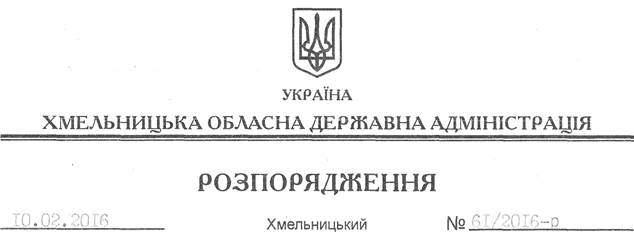 УКРАЇНА
ХМЕЛЬНИЦЬКА ОБЛАСНА ДЕРЖАВНА АДМІНІСТРАЦІЯ
РОЗПОРЯДЖЕННЯ
10.02.2016 Хмельницький № 61/2016-р